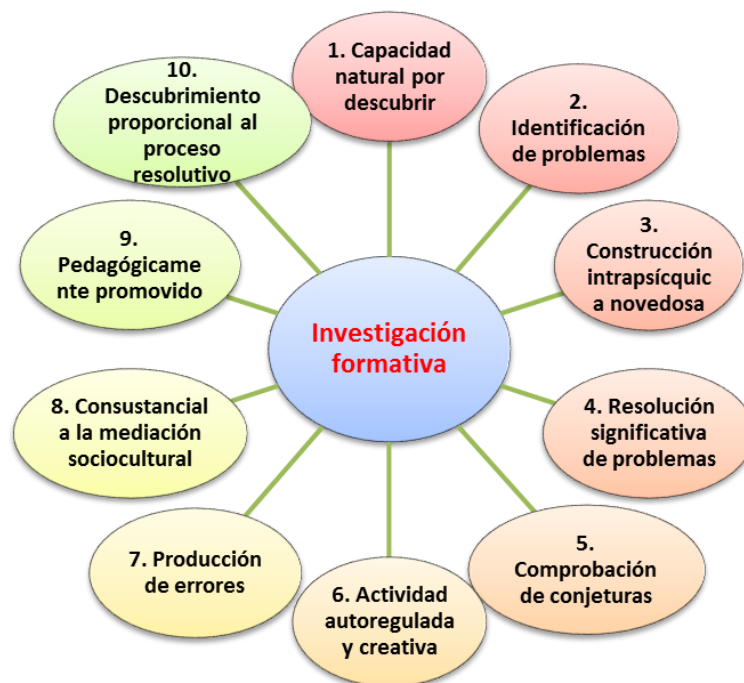 1. Capacidad
natural por
descubrir
2.
Identificación
de problemas
3.
Construcción
intrapsícquic
a novedosa
4. Resolución
significativa
de problemas
5.
Comprobación
de conjeturas
6. Actividad
autoregulada
y creativa
7. Producción
de errores
8. Consustancial
a la mediación
sociocultural
9.
Pedagógicame
nte promovido
10.
Descubrimiento
proporcional al
proceso
resolutivo
Investigación
formativa